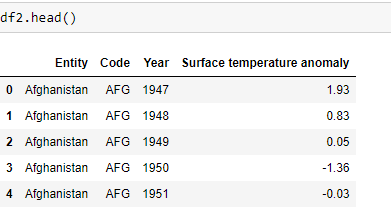 df2.head()
Entity Code Year Surface temperature anomaly
0 Afghanistan AFG 1947 1.93
1 Afghanistan AFG 1948 0.83
2 Afghanistan AFG 1949 0.05
3 Afghanistan AFG 1950 -1.36
4 Afghanistan AFG 1951 -0.03